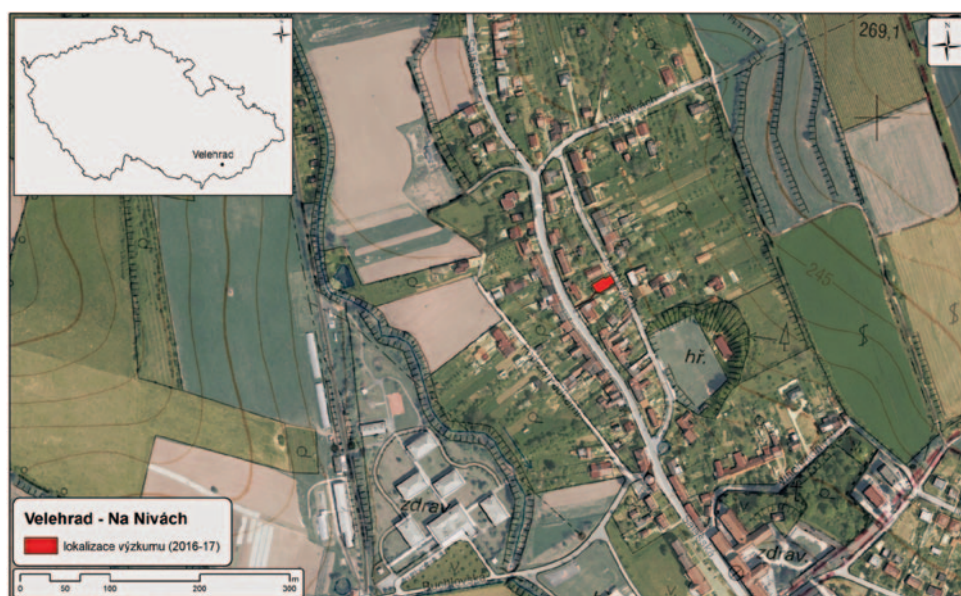 N
Velehrad
269,1
245
hř.
zdrav.
zdrav.
Velehrad - Na Nivách
lokalizace výzkumu (2016-17)
0 50 100 200 300
m